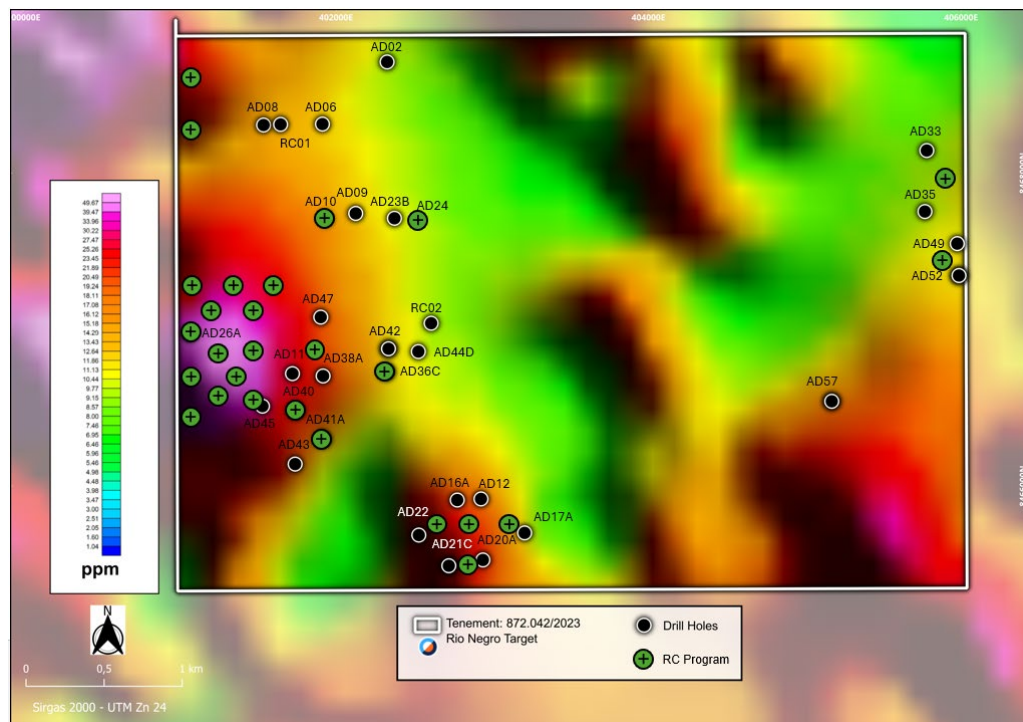 00000E
402000E
404000E
406000E
AD02
AD08
AD06
RC01
AD33
8458000N
AD35
AD09
AD10
AD23B
AD24
AD49
AD52
AD47
RC02
AD26A
AD42
AD44D
AD11
AD38A
AD36C
AD57
AD40
AD45
AD41A
AD43
AD16A
AD12
AD22
AD17A
AD21C
AD20A
8456000N
49.67
39.47
33.96
30.22
27.47
25.26
23.45
21.89
20.49
19.24
18.11
17.08
16.12
15.18
14.29
13.43
12.64
11.86
11.13
10.44
9.77
9.15
8.57
8.00
7.46
6.95
6.46
5.96
5.46
4.98
4.48
3.98
3.47
3.00
2.51
2.05
1.60
1.04
ppm
N
0
0,5
1 km
Sirgas 2000 - UTM Zn 24
Tenement: 872.042/2023
Rio Negro Target
Drill Holes
RC Program